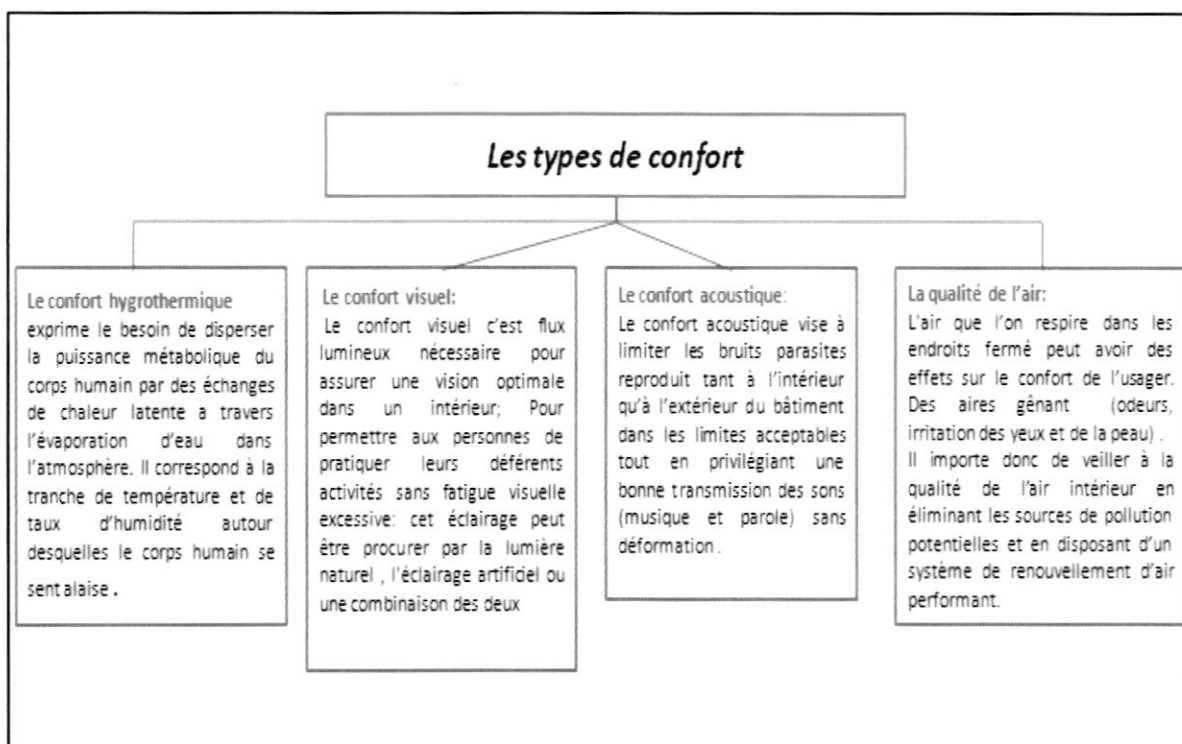 Les types de confort
Le confort hygrothermique
exprime le besoin de disperser
la puissance métabolique du
corps humain par des échanges
de chaleur latente a travers
l'évaporation d'eau dans
l'atmosphère. Il correspond à la
tranche de température et de
taux d'humidité autour
desquelles le corps humain se
sent alaise .
Le confort visuel:
Le confort visuel c'est flux
lumineux nécessaire pour
assurer une vision optimale
dans un intérieur; Pour
permettre aux personnes de
pratiquer leurs déférents
activités sans fatigue visuelle
excessive: cet éclairage peut
être procurer par la lumière
naturel , l'éclairage artificiel ou
une combinaison des deux
Le confort acoustique:
Le confort acoustique vise à
limiter les bruits parasites
reproduit tant à l'intérieur
qu'à l'extérieur du bâtiment
dans les limites acceptables
tout en privilégiant une
bonne transmission des sons
(musique et parole) sans
déformation .
La qualité de l'air:
L'air que l'on respire dans les
endroits fermé peut avoir des
effets sur le confort de l'usager.
Des aires gênant (odeurs,
irritation des yeux et de la peau) .
Il importe donc de veiller à la
qualité de l'air intérieur en
éliminant les sources de pollution
potentielles et en disposant d'un
système de renouvellement d'air
performant.